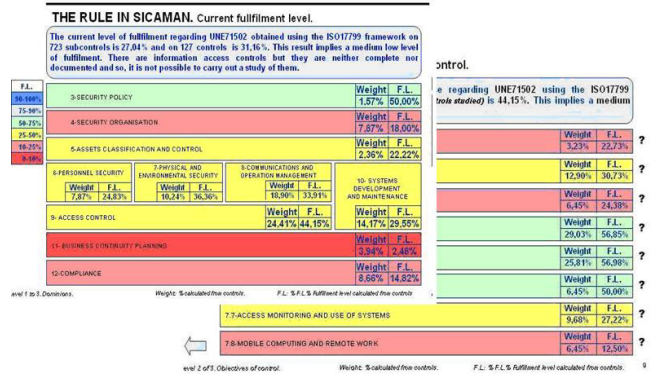 THE RULE IN SICAMAN. Current fullfilment level.
The current level of fulfilment regarding UNE71502 obtained using the ISO17799 framework on
723 subcontrols is 27,04% and on 127 controls is 31,16%. This result implies a medium low level
of fulfilment. There are information access controls but they are neither complete nor
documented and so, it is not possible to carry out a study of them.
F.L.
90-100%
75-90%
50-75%
25-50%
10-25%
0-10%
3-SECURITY POLICY
Weight F.L.
1,57% 50,00%
4-SECURITY ORGANISATION
Weight F.L.
7,87% 18,00%
5-ASSETS CLASSIFICATION AND CONTROL
Weight F.L.
2,36% 22,22%
6-PERSONNEL SECURITY
Weight F.L.
7,87% 24,83%
7-PHYSICAL AND
ENVIRONMENTAL SECURITY
Weight F.L.
10,24% 36,36%
8-COMMUNICATIONS AND
OPERATION MANAGEMENT
Weight F.L.
18,90% 33,91%
10- SYSTEMS
DEVELOPMENT
AND MAINTENANCE
Weight F.L.
14,17% 29,55%
9- ACCESS CONTROL
Weight F.L.
24,41% 44,15%
11- BUSINESS CONTINUITY PLANNING
Weight F.L.
3,94% 2,46%
12-COMPLIANCE
Weight F.L.
8,66% 14,82%
evel 1 to 3. Dominions.
Weight: % calculated from controls.
F.L: % F.L.% Fulfilment level calculated from controls
ontrol.
e regarding UNE71502 using the ISO17799
trols studied) is 44,15%. This implies a medium
Weight F.L.
3,23% 22,73% ?
Weight F.L.
12,90% 30,73% ?
Weight F.L.
6,45% 24,38% ?
Weight F.L.
29,03% 56,85% ?
Weight F.L.
25,81% 56,98% ?
Weight F.L.
6,45% 50,00% ?
7.7-ACCESS MONITORING AND USE OF SYSTEMS
Weight F.L.
9,68% 27,22% ?
7.8-MOBILE COMPUTING AND REMOTE WORK
Weight F.L.
6,45% 12,50% ?
evel 2 of 3. Objectives of control.
Weight: % calculated from controls.
F.L: % F.L.% Fulfilment level calculated from controls.
9